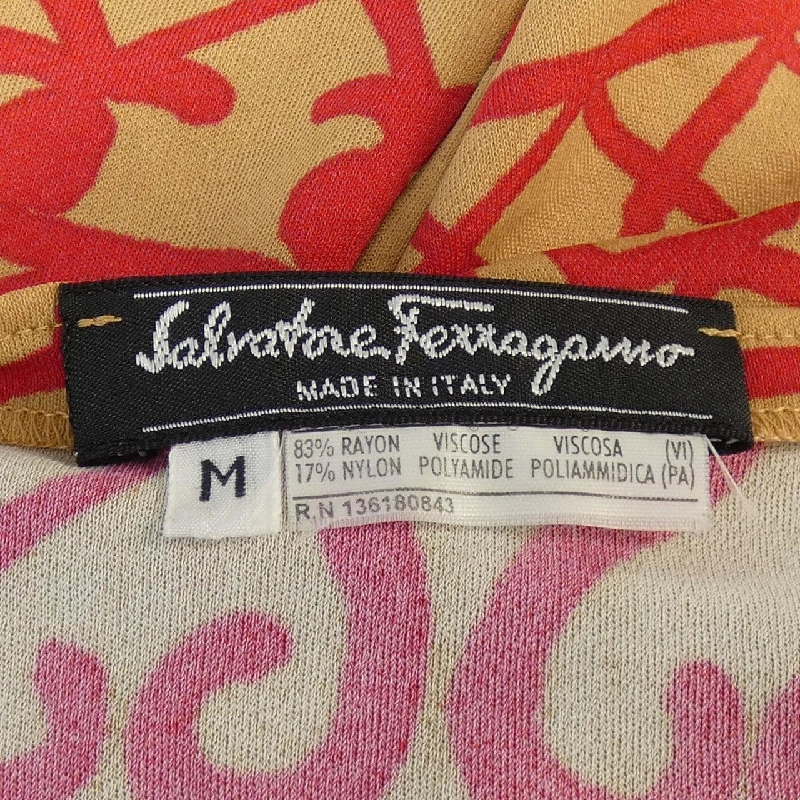 Salvatore Ferragamo
MADE IN ITALY
M
83% RAYON VISCOSE VISCOSA (VI)
17% NYLON POLYAMIDE POLIAMMIDICA (PA)
R.N 136180843